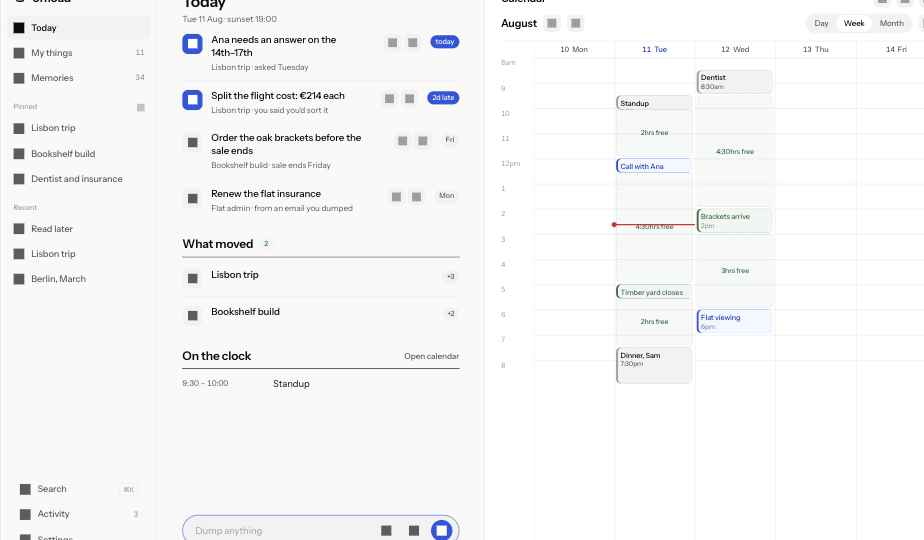 Today
My things 11
Memories 34
Pinned
Lisbon trip
Bookshelf build
Dentist and insurance
Recent
Read later
Lisbon trip
Berlin, March
Search ⌘K
Activity 3
Settings
Today
Tue 11 Aug · sunset 19:00
Ana needs an answer on the
14th–17th
today
Lisbon trip · asked Tuesday
Split the flight cost: €214 each
2d late
Lisbon trip · you said you'd sort it
Order the oak brackets before the
sale ends
Fri
Bookshelf build · sale ends Friday
Renew the flat insurance
Mon
Flat admin · from an email you dumped
What moved 2
Lisbon trip +3
Bookshelf build +2
On the clock Open calendar
9:30 – 10:00 Standup
Dump anything
Calendar
August
Day Week Month
10 Mon 11 Tue 12 Wed 13 Thu 14 Fri
8am
9
10
11
12pm
1
2
3
4
5
6
7
8
Standup
2hrs free
Call with Ana
4:30hrs free
Timber yard closes
2hrs free
Dinner, Sam
7:30pm
Dentist
8:30am
4:30hrs free
Brackets arrive
2pm
3hrs free
Flat viewing
6pm